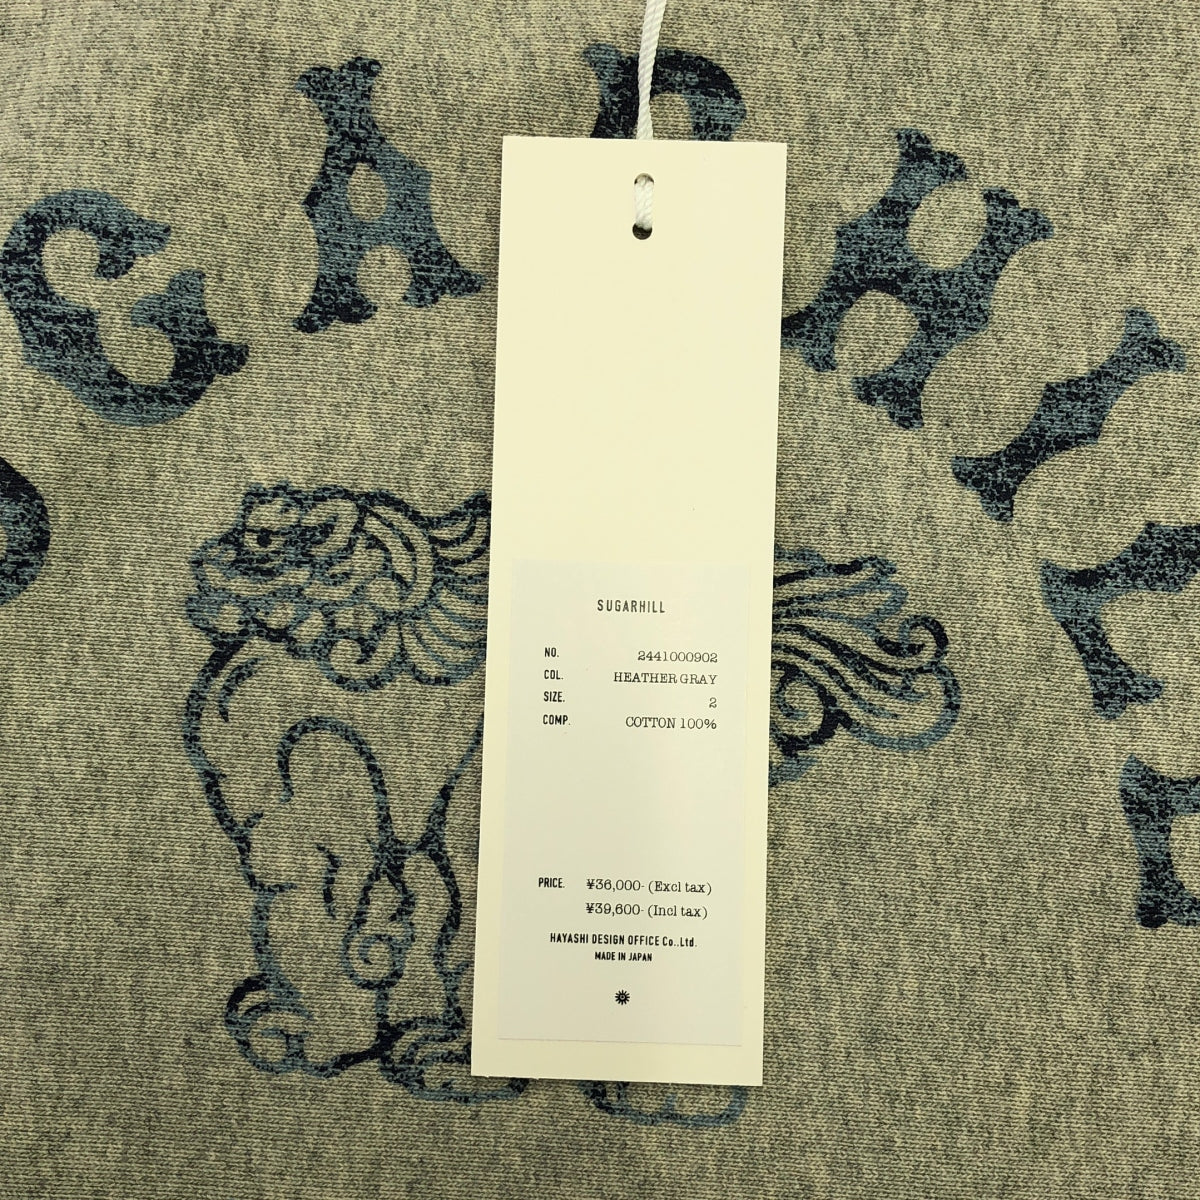 SUGARHILL
NO. 2441000902
COL. HEATHER GRAY
SIZE. 2
COMP. COTTON 100%
PRICE. ¥36,000- (Excl tax)
¥39,600- (Incl tax)
HAYASHI DESIGN OFFICE Co.,Ltd.
MADE IN JAPAN